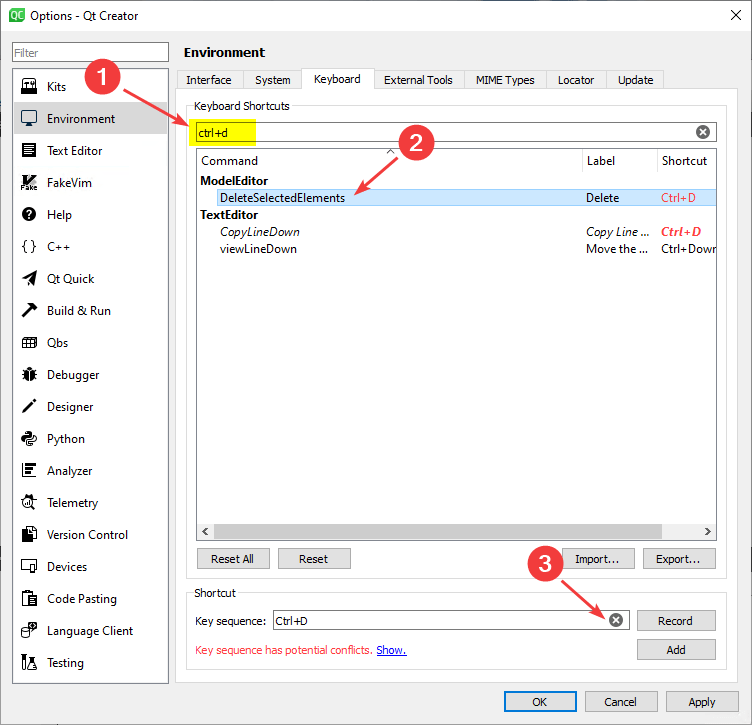 Options - Qt Creator
Filter
Kits
Environment
Text Editor
FakeVim
Help
C++
Qt Quick
Build & Run
Qbs
Debugger
Designer
Python
Analyzer
Telemetry
Version Control
Devices
Code Pasting
Language Client
Testing
Environment
Interface System Keyboard External Tools MIME Types Locator Update
Keyboard Shortcuts
1
ctrl+d
2
Command Label Shortcut
ModelEditor
DeleteSelectedElements Delete Ctrl+D
TextEditor
CopyLineDown Copy Line ... Ctrl+D
viewLineDown Move the ... Ctrl+Down
Reset All Reset Import... Export...
3
Shortcut
Key sequence: Ctrl+D Record
Key sequence has potential conflicts. Show. Add
OK Cancel Apply